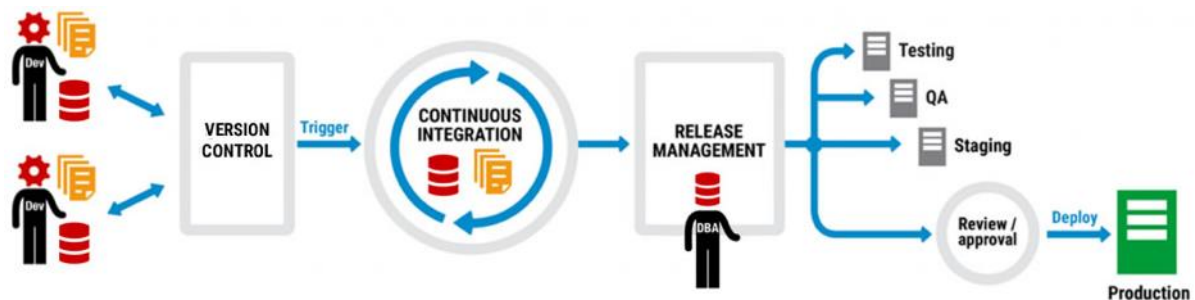 Dev
Dev
VERSION
CONTROL
Trigger
CONTINUOUS
INTEGRATION
RELEASE
MANAGEMENT
DBA
Testing
QA
Staging
Review /
approval
Deploy
Production